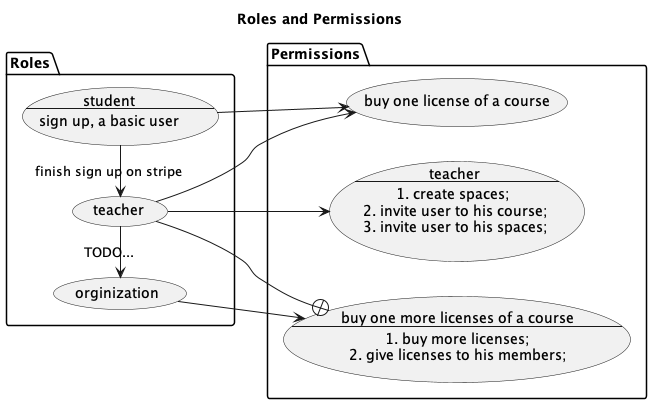 Roles and Permissions
Roles
student
sign up, a basic user
finish sign up on stripe
teacher
TODO...
orginization
Permissions
buy one license of a course
teacher
1. create spaces;
2. invite user to his course;
3. invite user to his spaces;
buy one more licenses of a course
1. buy more licenses;
2. give licenses to his members;